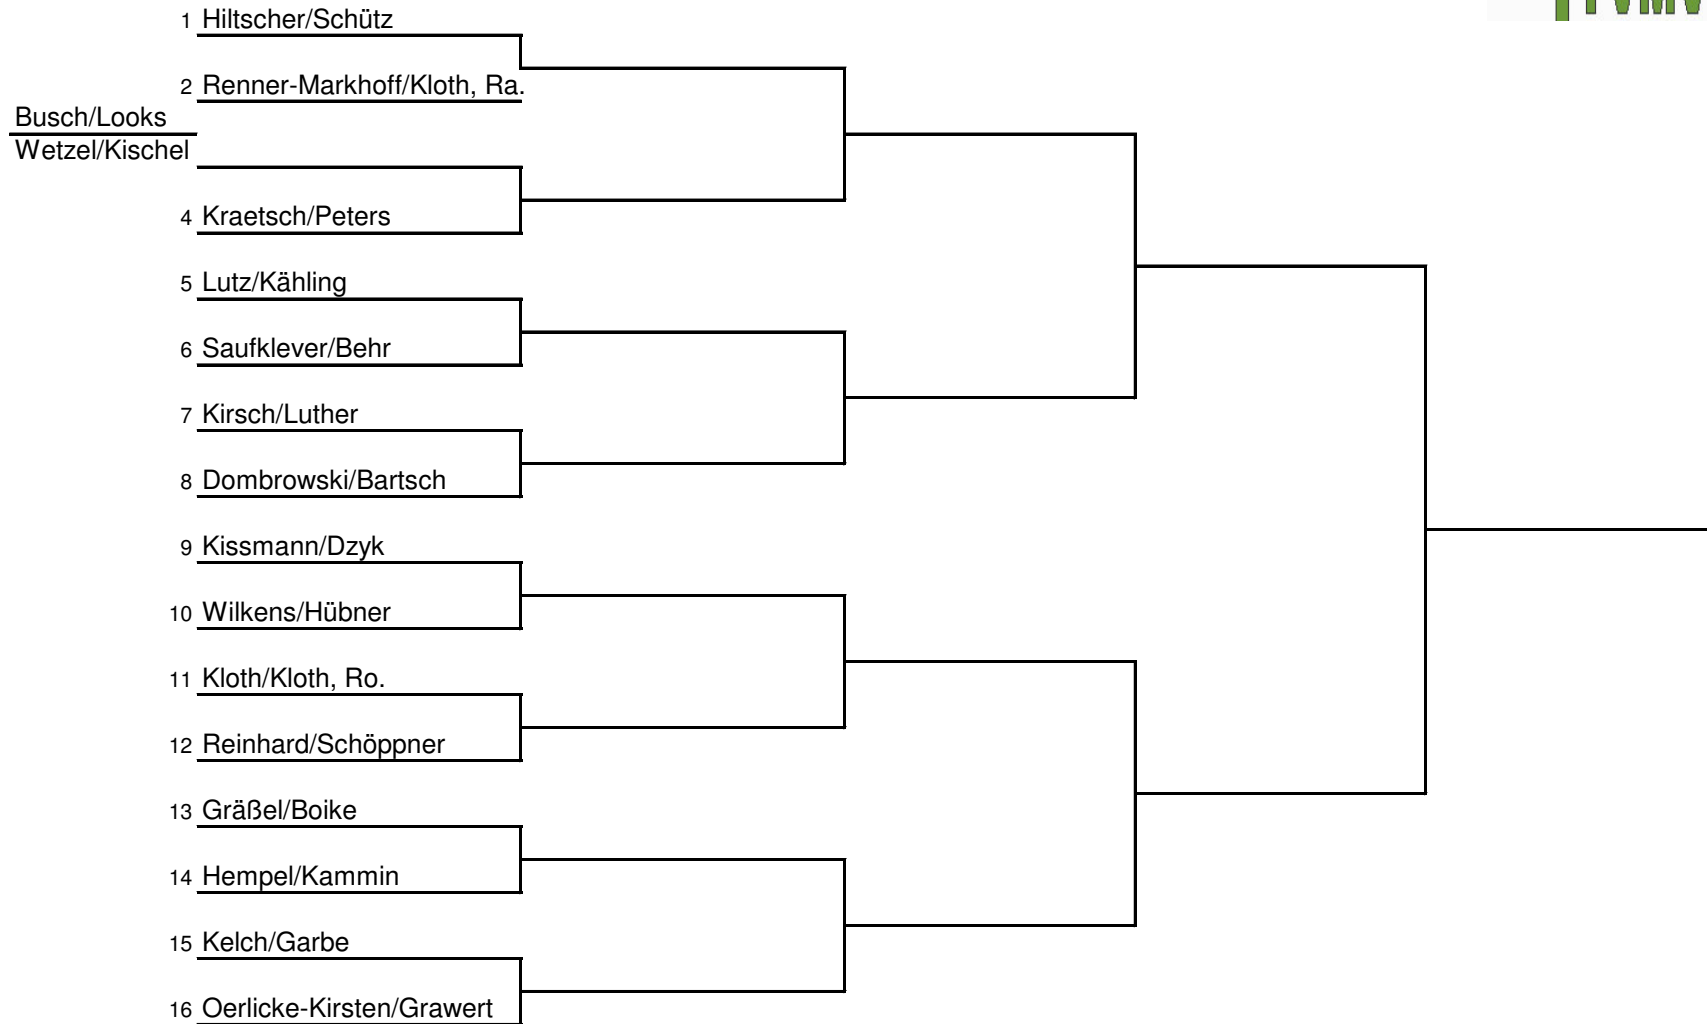 1 Hiltscher/Schütz
2 Renner-Markhoff/Kloth, Ra.
Busch/Looks
Wetzel/Kischel
4 Kraetsch/Peters
5 Lutz/Kähling
6 Saufklever/Behr
7 Kirsch/Luther
8 Dombrowski/Bartsch
9 Kissmann/Dzyk
10 Wilkens/Hübner
11 Kloth/Kloth, Ro.
12 Reinhard/Schöppner
13 Gräßel/Boike
14 Hempel/Kammin
15 Kelch/Garbe
16 Oerlicke-Kirsten/Grawert